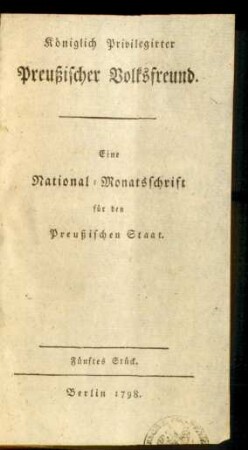 Königlich Privilegirter
Preußischer Volksfreund.
Eine
National-Monatsschrift
für den
Preußischen Staat.
Fünftes Stück.
Berlin 1798.